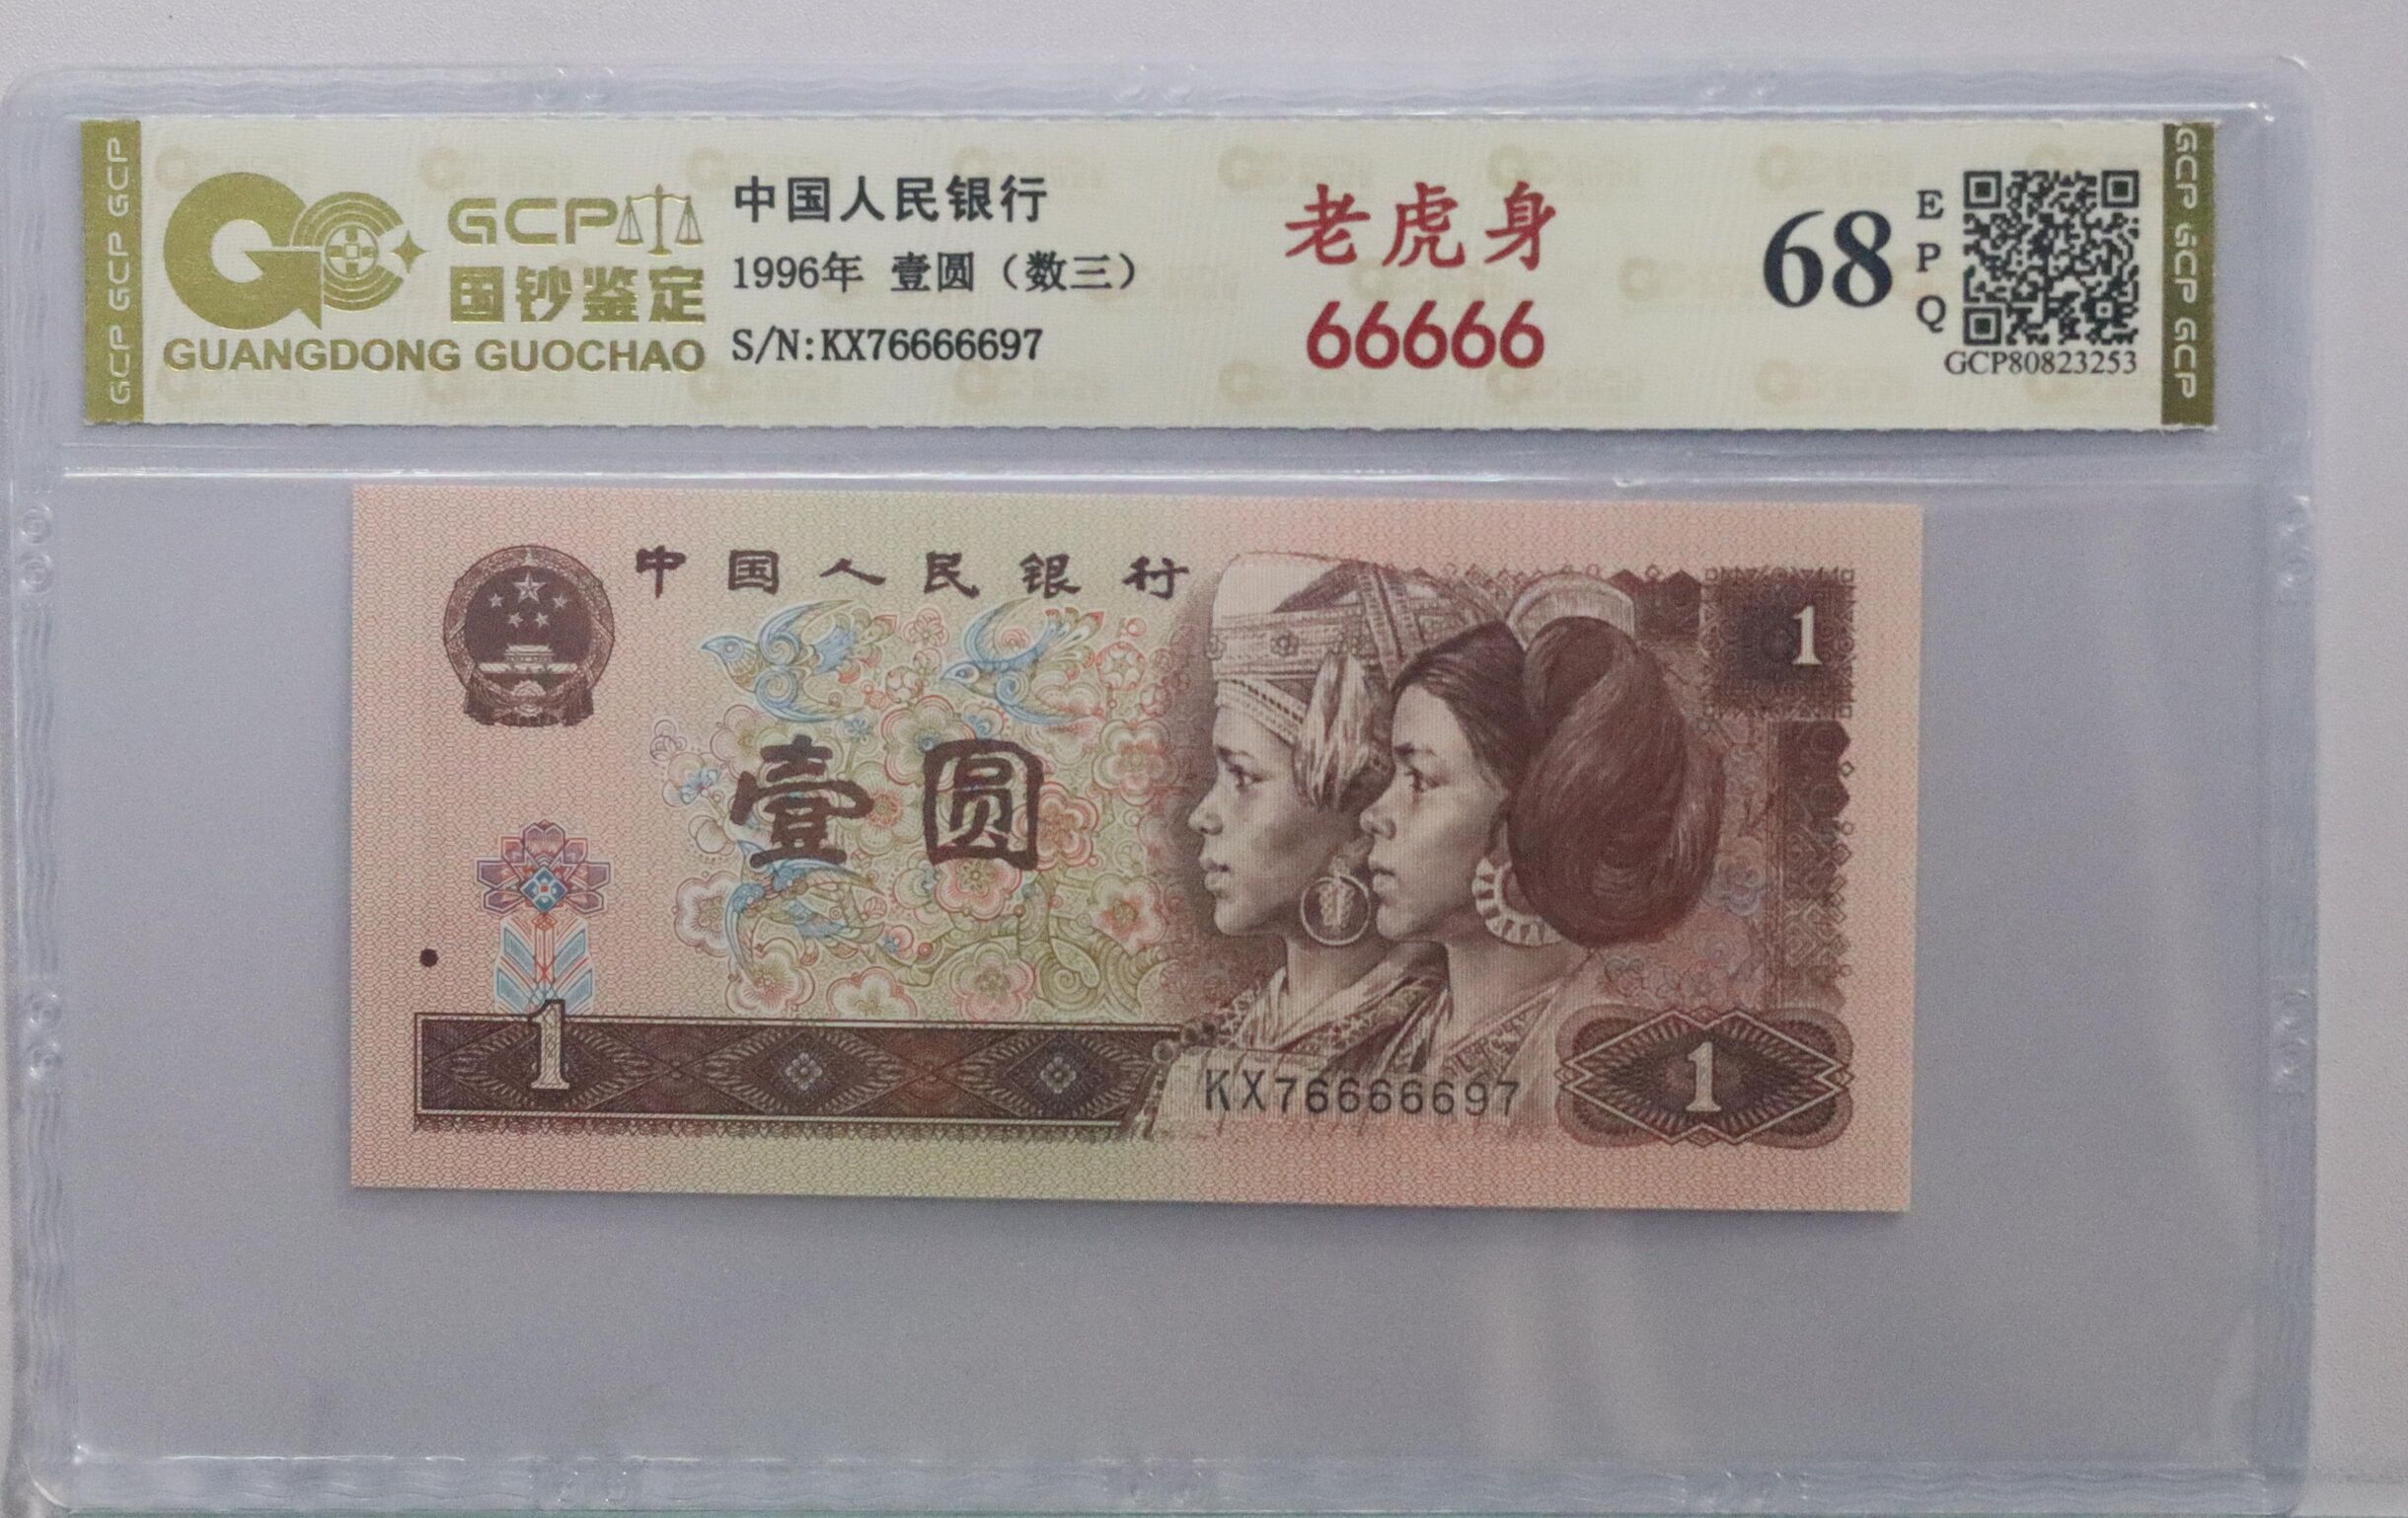 GCP GCP GCP
GCP
国钞鉴定
GUANGDONG GUOCHAO
中国人民银行
1996年 壹圆（数三）
S/N:KX76666697
老虎身
66666
68
EPQ
GCP80823253
GCP GCP GCP GCP
中国人民银行
1
壹圆
1
KX76666697
1